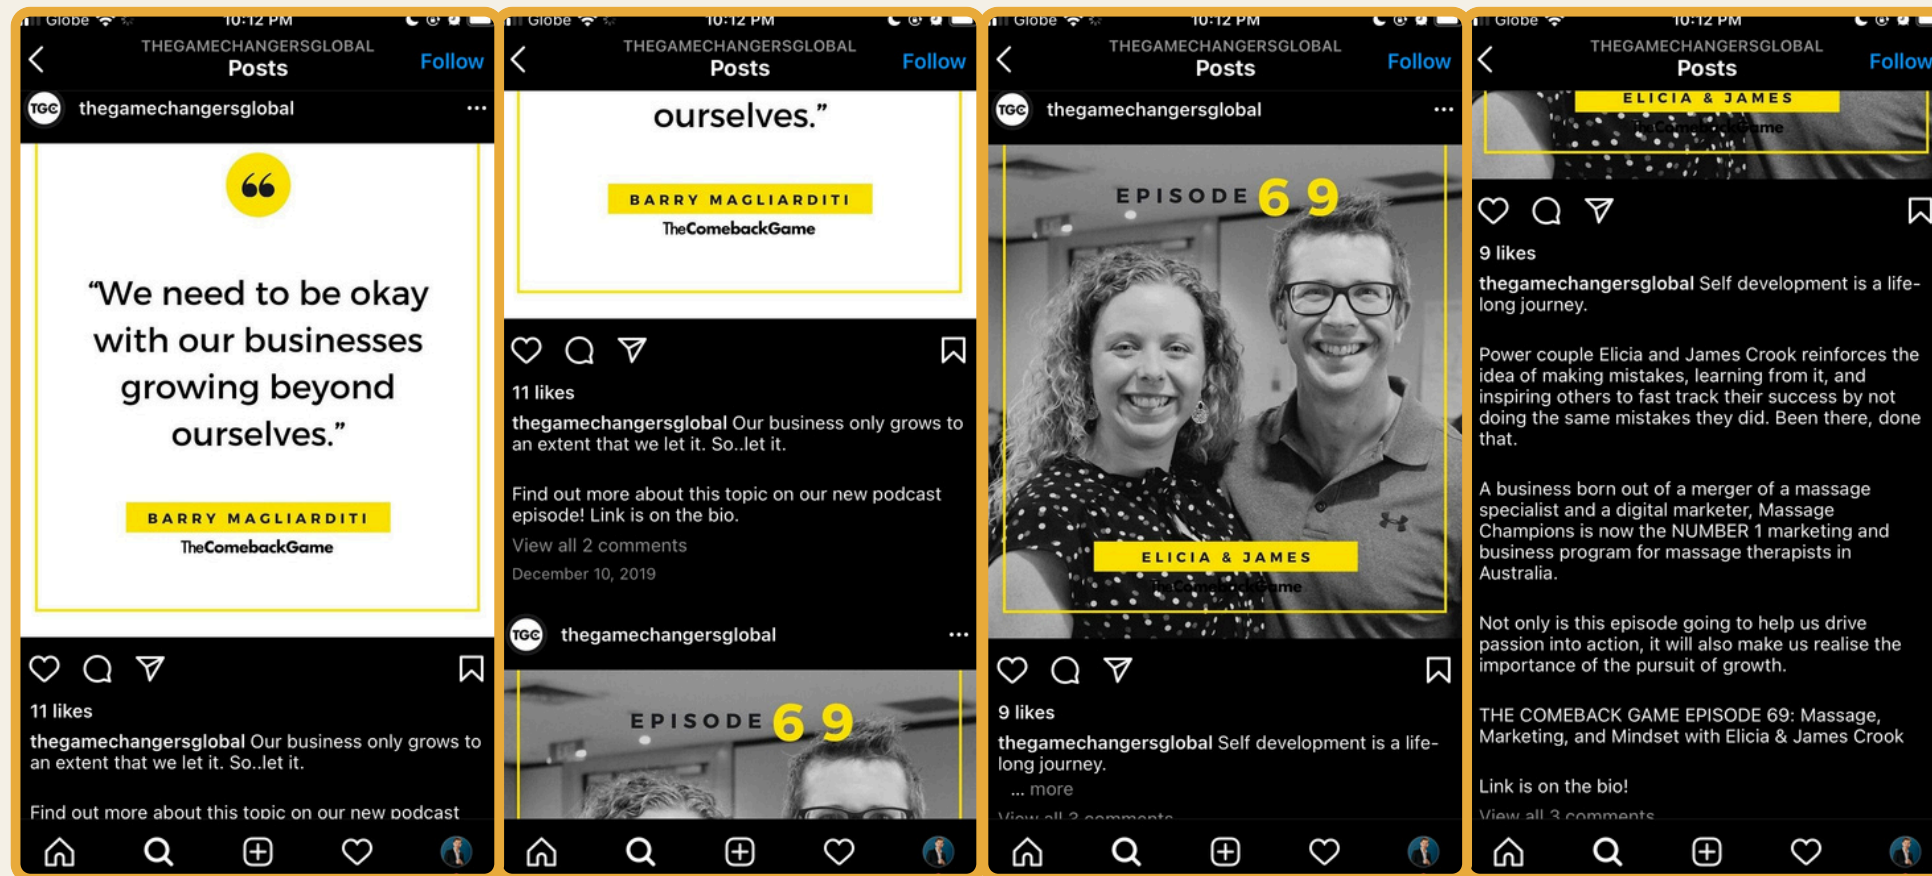 Globe 10:12 PM
THEGAMECHANGERSGLOBAL
Posts
Follow
TGC thegamechangersglobal
“We need to be okay
with our businesses
growing beyond
ourselves.”
BARRY MAGLIARDITI
TheComebackGame
11 likes
thegamechangersglobal Our business only grows to
an extent that we let it. So..let it.
Find out more about this topic on our new podcast
Globe 10:12 PM
THEGAMECHANGERSGLOBAL
Posts
Follow
ourselves.”
BARRY MAGLIARDITI
TheComebackGame
11 likes
thegamechangersglobal Our business only grows to
an extent that we let it. So..let it.
Find out more about this topic on our new podcast
episode! Link is on the bio.
View all 2 comments
December 10, 2019
TGC thegamechangersglobal
EPISODE 69
Globe 10:12 PM
THEGAMECHANGERSGLOBAL
Posts
Follow
TGC thegamechangersglobal
EPISODE 69
ELICIA & JAMES
TheComebackGame
9 likes
thegamechangersglobal Self development is a life-
long journey.
... more
View all 3 comments
Globe 10:12 PM
THEGAMECHANGERSGLOBAL
Posts
Follow
ELICIA & JAMES
TheComebackGame
9 likes
thegamechangersglobal Self development is a life-
long journey.
Power couple Elicia and James Crook reinforces the
idea of making mistakes, learning from it, and
inspiring others to fast track their success by not
doing the same mistakes they did. Been there, done
that.
A business born out of a merger of a massage
specialist and a digital marketer, Massage
Champions is now the NUMBER 1 marketing and
business program for massage therapists in
Australia.
Not only is this episode going to help us drive
passion into action, it will also make us realise the
importance of the pursuit of growth.
THE COMEBACK GAME EPISODE 69: Massage,
Marketing, and Mindset with Elicia & James Crook
Link is on the bio!
View all 3 comments